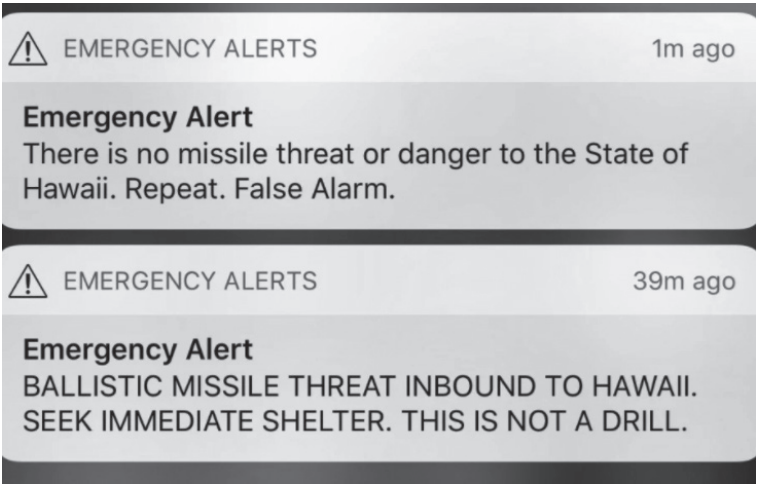 EMERGENCY ALERTS 1m ago
Emergency Alert
There is no missile threat or danger to the State of
Hawaii. Repeat. False Alarm.
EMERGENCY ALERTS 39m ago
Emergency Alert
BALLISTIC MISSILE THREAT INBOUND TO HAWAII.
SEEK IMMEDIATE SHELTER. THIS IS NOT A DRILL.